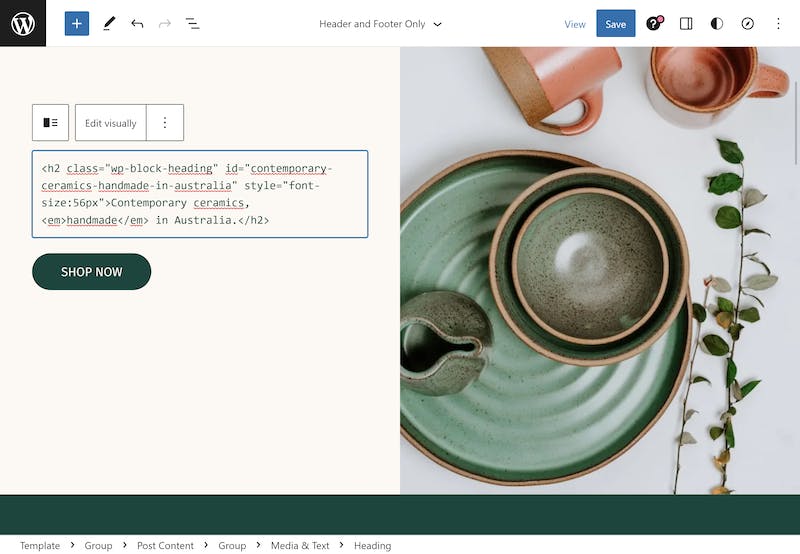 Header and Footer Only
View
Save
?
Edit visually
<h2 class="wp-block-heading" id="contemporary-
ceramics-handmade-in-australia" style="font-
size:56px">Contemporary ceramics,
<em>handmade</em> in Australia.</h2>
SHOP NOW
Template > Group > Post Content > Group > Media & Text > Heading